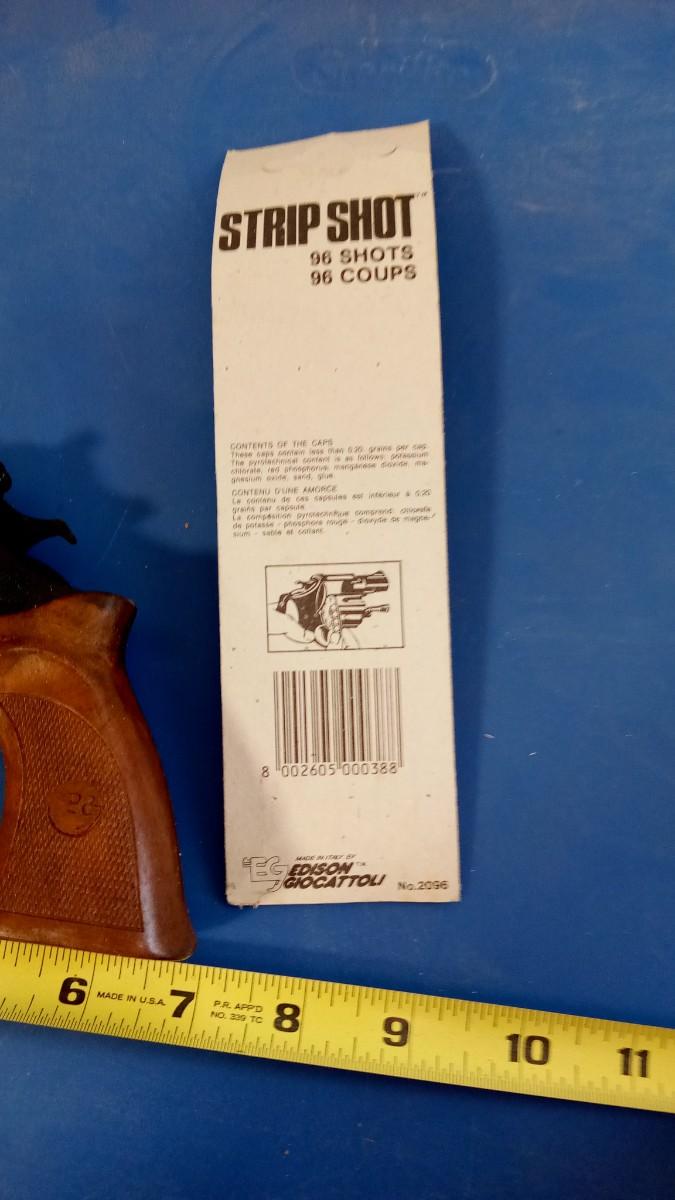 STRIP SHOT™
96 SHOTS
96 COUPS
CONTENTS OF THE CAPS
These caps contain less than 0.20. grains per cap.
The pyrotechnical content is as follows: potassium
chlorate, red phosphorus, manganese dioxide, ma-
gnesium oxide, sand, glue.
CONTENU D'UNE AMORCE
Le contenu de ces capsules est intérieur à 0.20
grains par capsule.
La compósition pyrotechnique comprend: chlorate
de potasse - phosphore rouge - dioxyde de magne-
sium - sable et collant.
8 002605 000388
MADE IN ITALY BY
EG EDISON™
GIOCATTOLI
No.2096
6 MADE IN U.S.A. 7 P.R. APP'D 8 9 10 11
NO. 339 TC